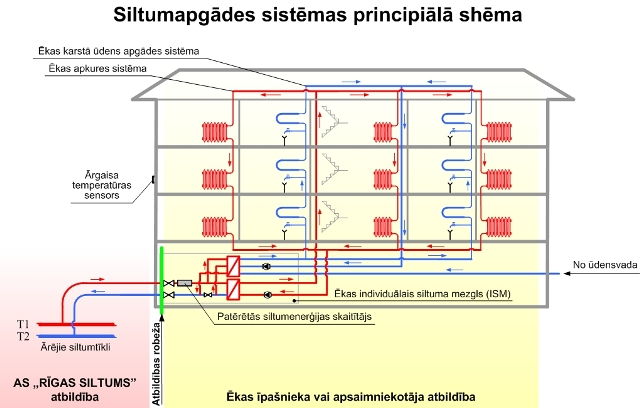 Siltumapgādes sistēmas principiālā shēma
Ēkas karstā ūdens apgādes sistēma
Ēkas apkures sistēma
Ārgaisa
temperatūras
sensors
No ūdensvada
Ēkas individuālais siltuma mezgls (ISM)
Patērētās siltumenerģijas skaitītājs
T1
T2
Ārējie siltumtīkli
Atbildības robeža
AS „RĪGAS SILTUMS”
atbildība
Ēkas īpašnieka vai apsaimniekotāja atbildība